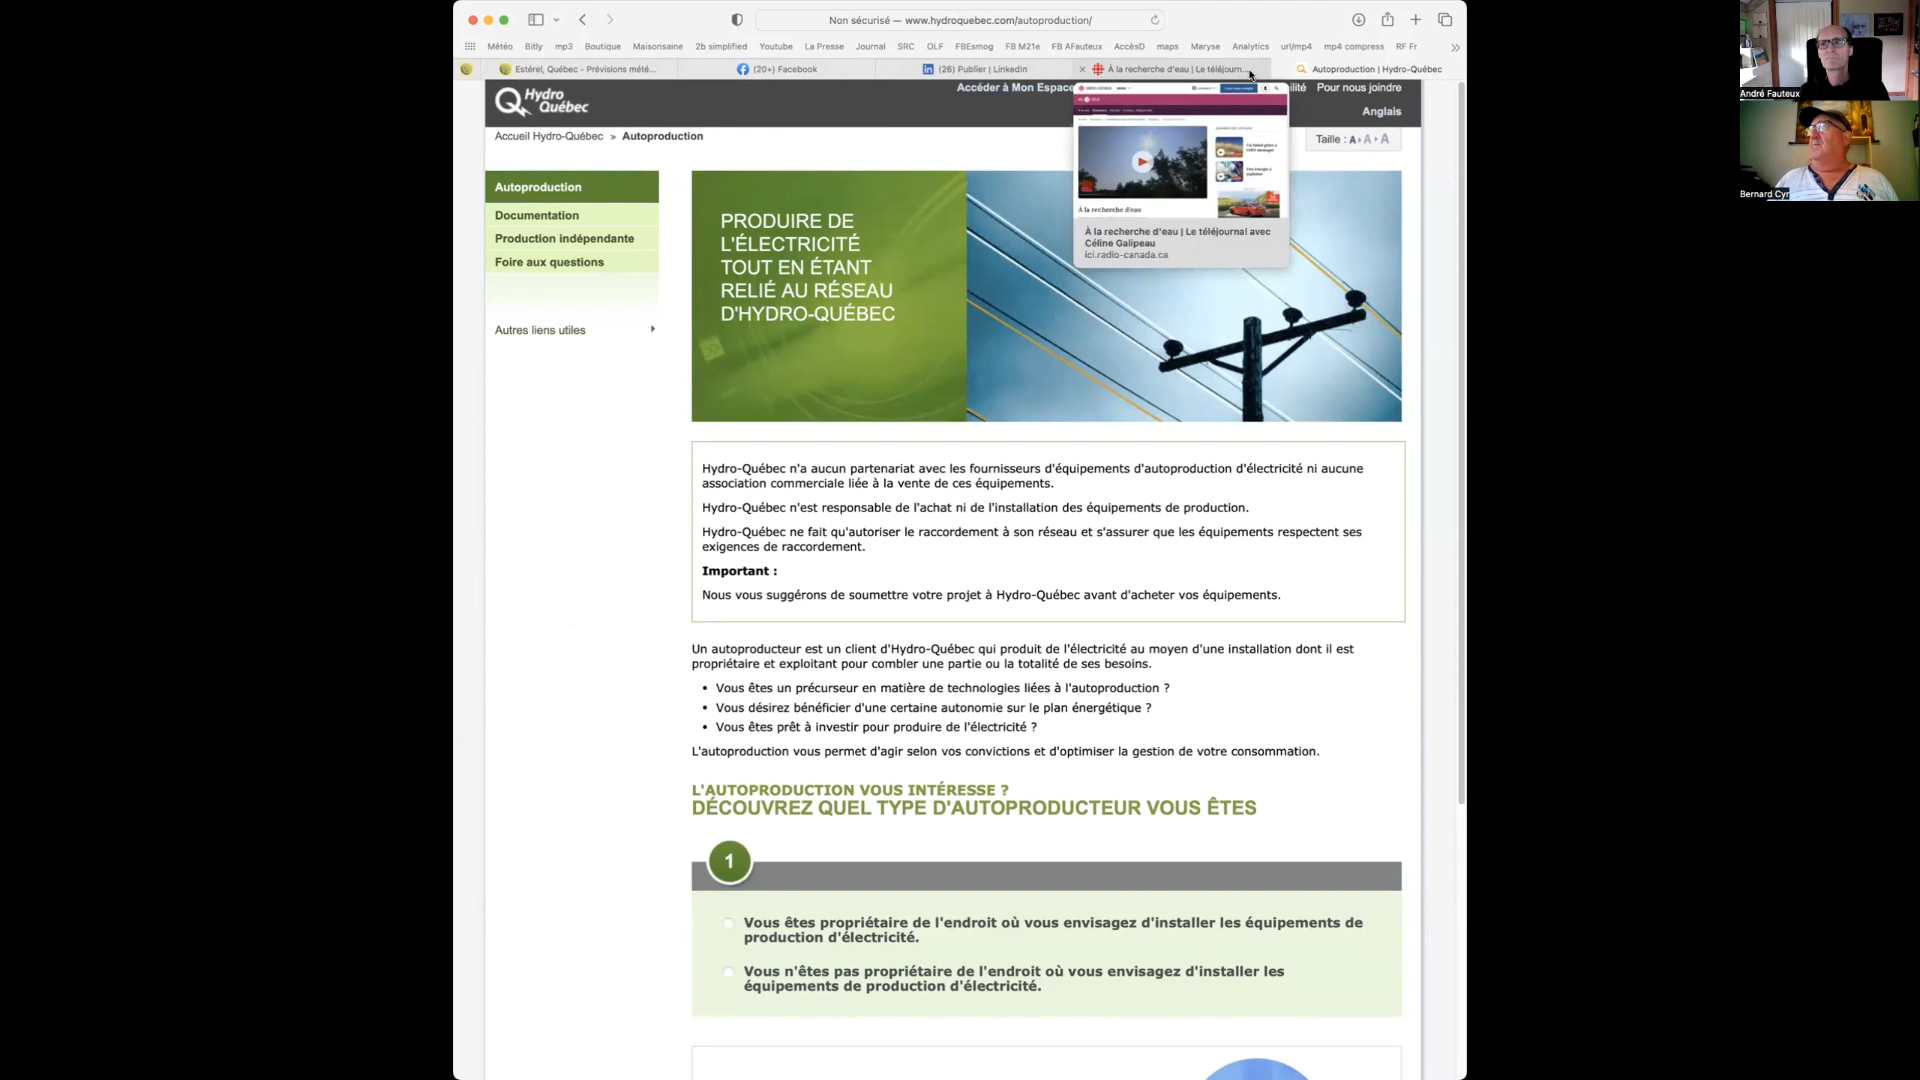 Non sécurisé — www.hydroquebec.com/autoproduction/
Météo Bitly mp3 Boutique Maisonsaine 2b simplified Youtube La Presse Journal SRC OLF FBEsmog FB M21e FB AFauteux AccèsD maps Maryse Analytics url/mp4 mp4 compress RF Fr
Estérel, Québec - Prévisions mété...
(20+) Facebook
(26) Publier | LinkedIn
À la recherche d'eau | Le téléjourn...
Autoproduction | Hydro-Québec
Hydro
Québec
Accéder à Mon Espace
ilité Pour nous joindre
Anglais
Accueil Hydro-Québec > Autoproduction
Taille : A A A
À la recherche d'eau
À la recherche d'eau | Le téléjournal avec
Céline Galipeau
ici.radio-canada.ca
Autoproduction
Documentation
Production indépendante
Foire aux questions
Autres liens utiles
PRODUIRE DE
L'ÉLECTRICITÉ
TOUT EN ÉTANT
RELIÉ AU RÉSEAU
D'HYDRO-QUÉBEC
Hydro-Québec n'a aucun partenariat avec les fournisseurs d'équipements d'autoproduction d'électricité ni aucune
association commerciale liée à la vente de ces équipements.
Hydro-Québec n'est responsable de l'achat ni de l'installation des équipements de production.
Hydro-Québec ne fait qu'autoriser le raccordement à son réseau et s'assurer que les équipements respectent ses
exigences de raccordement.
Important :
Nous vous suggérons de soumettre votre projet à Hydro-Québec avant d'acheter vos équipements.
Un autoproducteur est un client d'Hydro-Québec qui produit de l'électricité au moyen d'une installation dont il est
propriétaire et exploitant pour combler une partie ou la totalité de ses besoins.
• Vous êtes un précurseur en matière de technologies liées à l'autoproduction ?
• Vous désirez bénéficier d'une certaine autonomie sur le plan énergétique ?
• Vous êtes prêt à investir pour produire de l'électricité ?
L'autoproduction vous permet d'agir selon vos convictions et d'optimiser la gestion de votre consommation.
L'AUTOPRODUCTION VOUS INTÉRESSE ?
DÉCOUVREZ QUEL TYPE D'AUTOPRODUCTEUR VOUS ÊTES
1
Vous êtes propriétaire de l'endroit où vous envisagez d'installer les équipements de
production d'électricité.
Vous n'êtes pas propriétaire de l'endroit où vous envisagez d'installer les
équipements de production d'électricité.
André Fauteux
Bernard Cyr